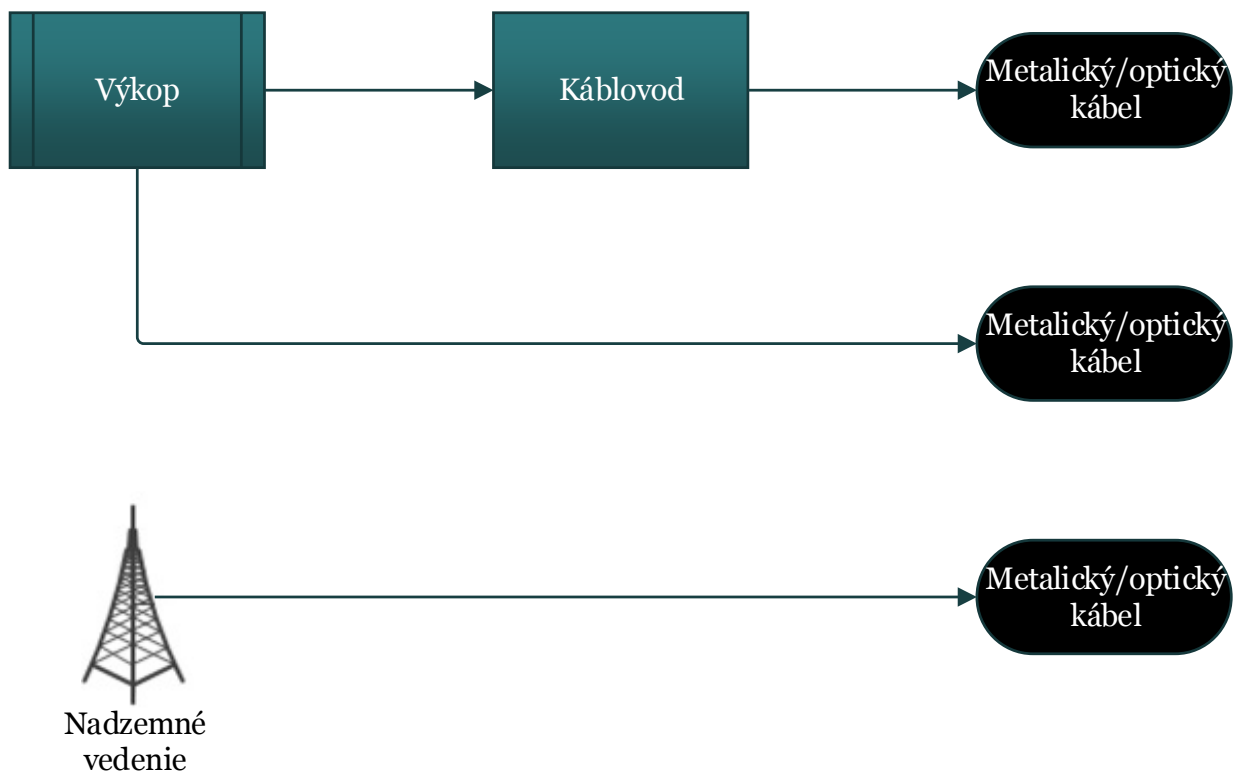 Výkop
Káblovod
Metalický/optický
kábel
Metalický/optický
kábel
Metalický/optický
kábel
Nadzemné
vedenie